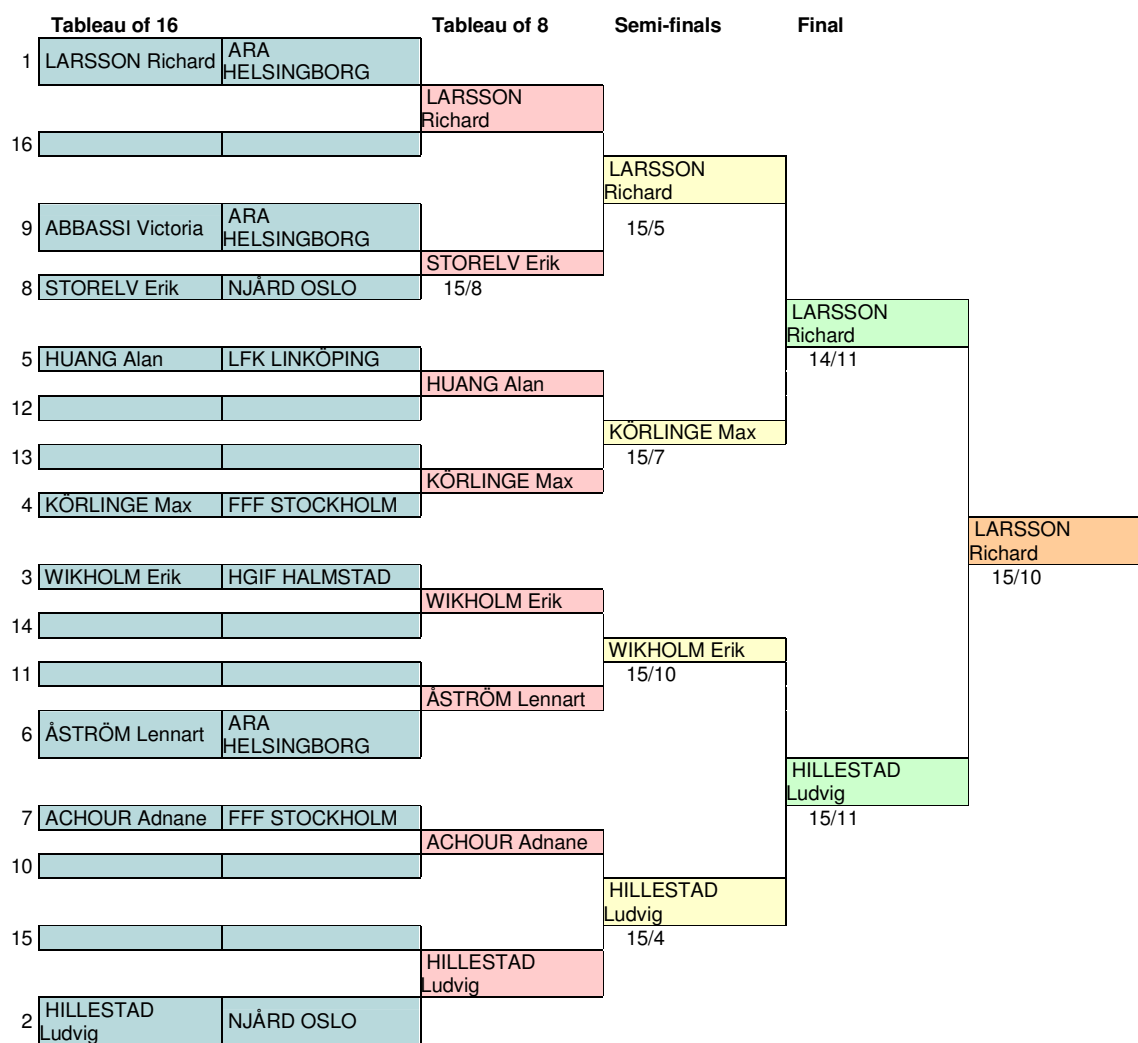 Tableau of 16 Tableau of 8 Semi-finals Final
1 LARSSON Richard ARA
HELSINGBORG
LARSSON
Richard
16
LARSSON
Richard
9 ABBASSI Victoria ARA
HELSINGBORG
15/5
STORELV Erik
8 STORELV Erik NJÅRD OSLO 15/8
LARSSON
Richard
5 HUANG Alan LFK LINKÖPING 14/11
HUANG Alan
12
KÖRLINGE Max
13 15/7
KÖRLINGE Max
4 KÖRLINGE Max FFF STOCKHOLM
LARSSON
Richard
3 WIKHOLM Erik HGIF HALMSTAD 15/10
WIKHOLM Erik
14
WIKHOLM Erik
11 15/10
ÅSTRÖM Lennart
6 ÅSTRÖM Lennart ARA
HELSINGBORG
HILLESTAD
Ludvig
7 ACHOUR Adnane FFF STOCKHOLM 15/11
ACHOUR Adnane
10
HILLESTAD
Ludvig
15 15/4
HILLESTAD
Ludvig
2 HILLESTAD
Ludvig NJÅRD OSLO